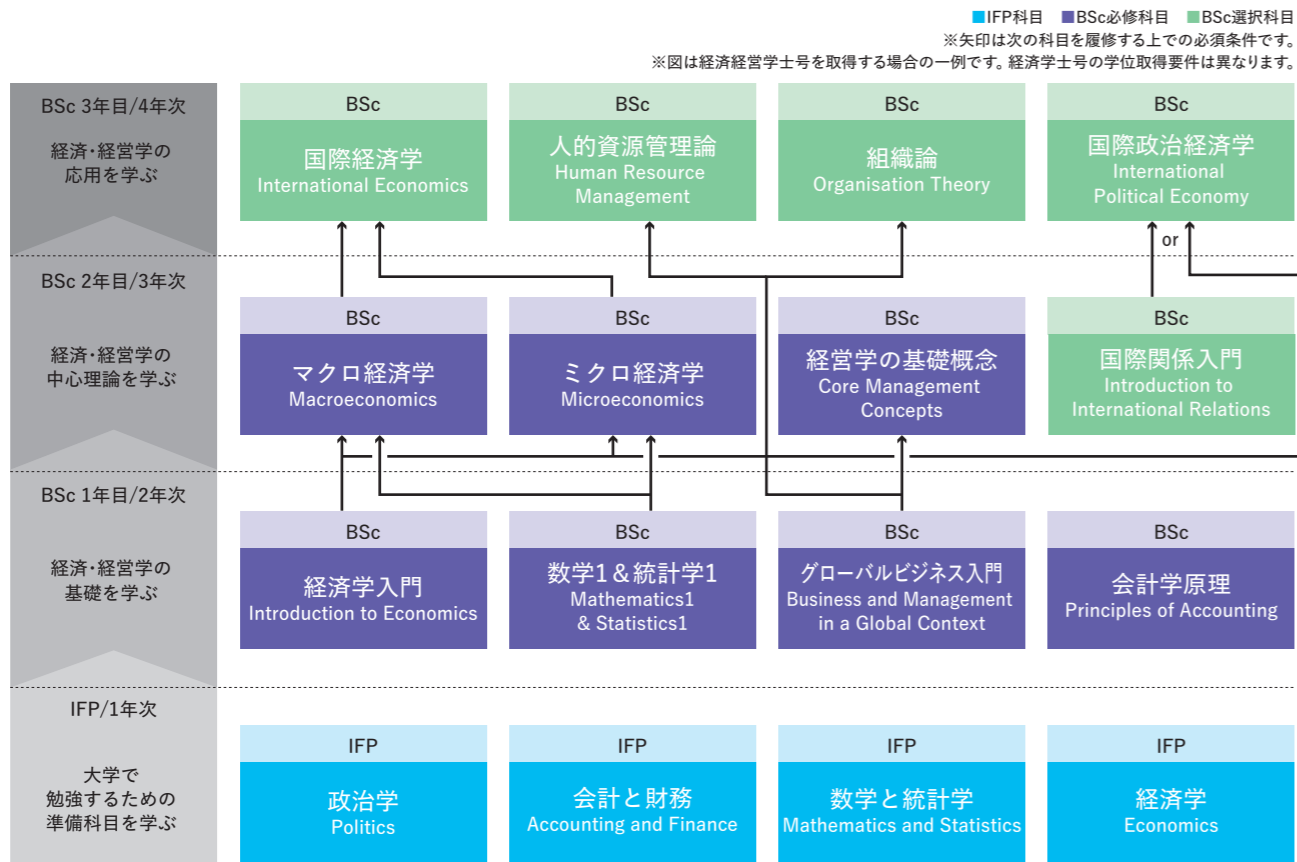 ■IFP科目 ■BSc必修科目 ■BSc選択科目
※矢印は次の科目を履修する上での必須条件です。
※図は経済経営学士号を取得する場合の一例です。経済学士号の学位取得要件は異なります。
BSc 3年目/4年次
経済・経営学の
応用を学ぶ
BSc
国際経済学
International Economics
BSc
人的資源管理論
Human Resource
Management
BSc
組織論
Organisation Theory
BSc
国際政治経済学
International
Political Economy
or
BSc 2年目/3年次
経済・経営学の
中心理論を学ぶ
BSc
マクロ経済学
Macroeconomics
BSc
ミクロ経済学
Microeconomics
BSc
経営学の基礎概念
Core Management
Concepts
BSc
国際関係入門
Introduction to
International Relations
BSc 1年目/2年次
経済・経営学の
基礎を学ぶ
BSc
経済学入門
Introduction to Economics
BSc
数学1＆統計学1
Mathematics1
& Statistics1
BSc
グローバルビジネス入門
Business and Management
in a Global Context
BSc
会計学原理
Principles of Accounting
IFP/1年次
大学で
勉強するための
準備科目を学ぶ
IFP
政治学
Politics
IFP
会計と財務
Accounting and Finance
IFP
数学と統計学
Mathematics and Statistics
IFP
経済学
Economics